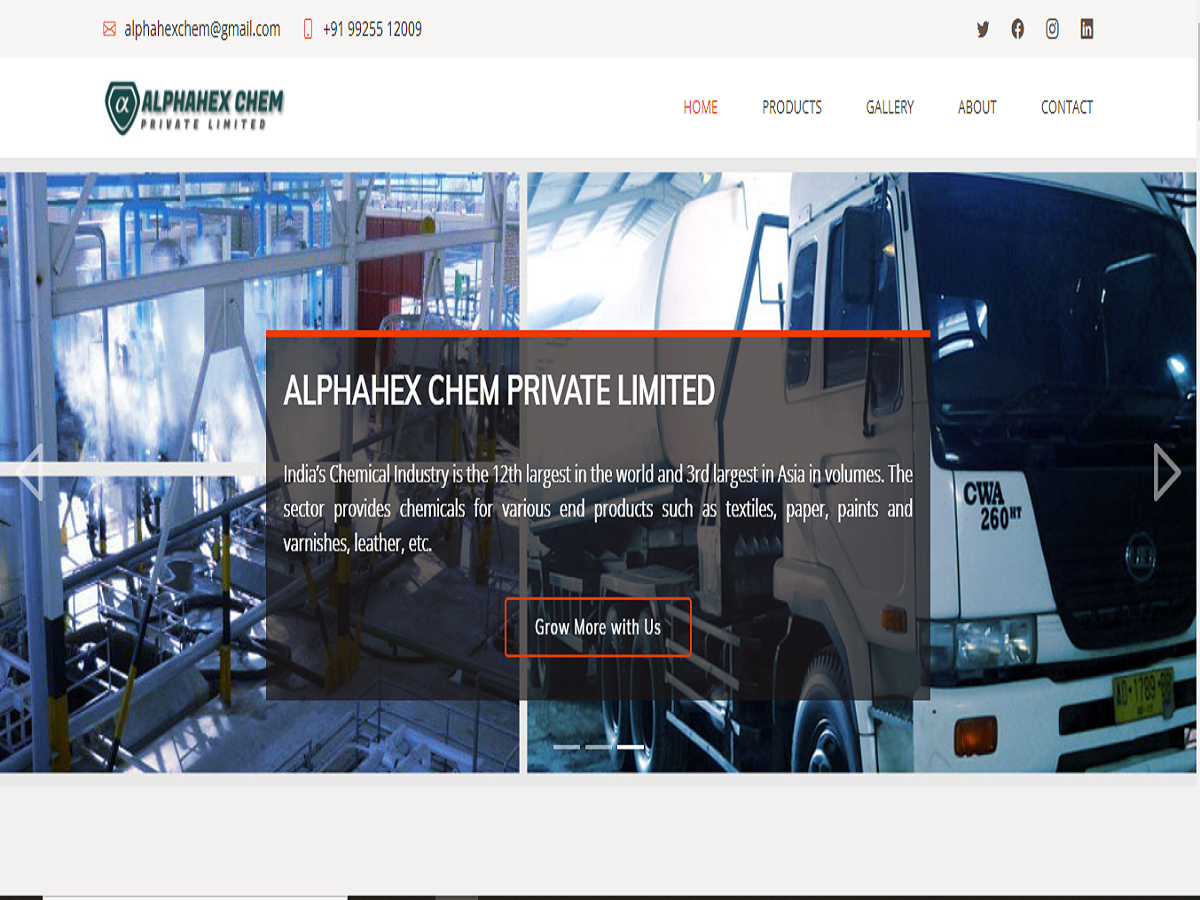 alphahexchem@gmail.com +91 99255 12009
α ALPHAHEX CHEM
PRIVATE LIMITED
HOME PRODUCTS GALLERY ABOUT CONTACT
ALPHAHEX CHEM PRIVATE LIMITED
India's Chemical Industry is the 12th largest in the world and 3rd largest in Asia in volumes. The
sector provides chemicals for various end products such as textiles, paper, paints and
varnishes, leather, etc.
Grow More with Us
CWA
260HT